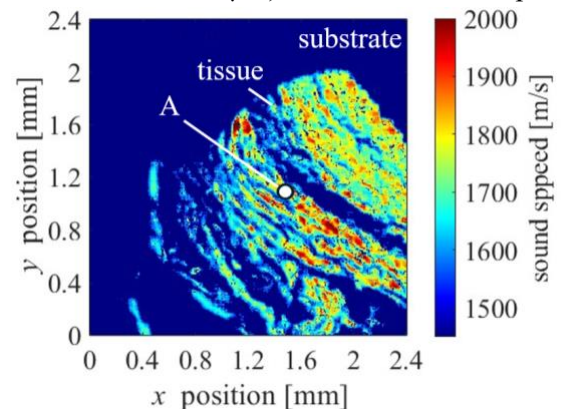 2.4
2
1.6
1.2
0.8
0.4
0
y position [mm]
substrate
tissue
A
0 0.4 0.8 1.2 1.6 2 2.4
x position [mm]
2000
1900
1800
1700
1600
1500
sound sppeed [m/s]